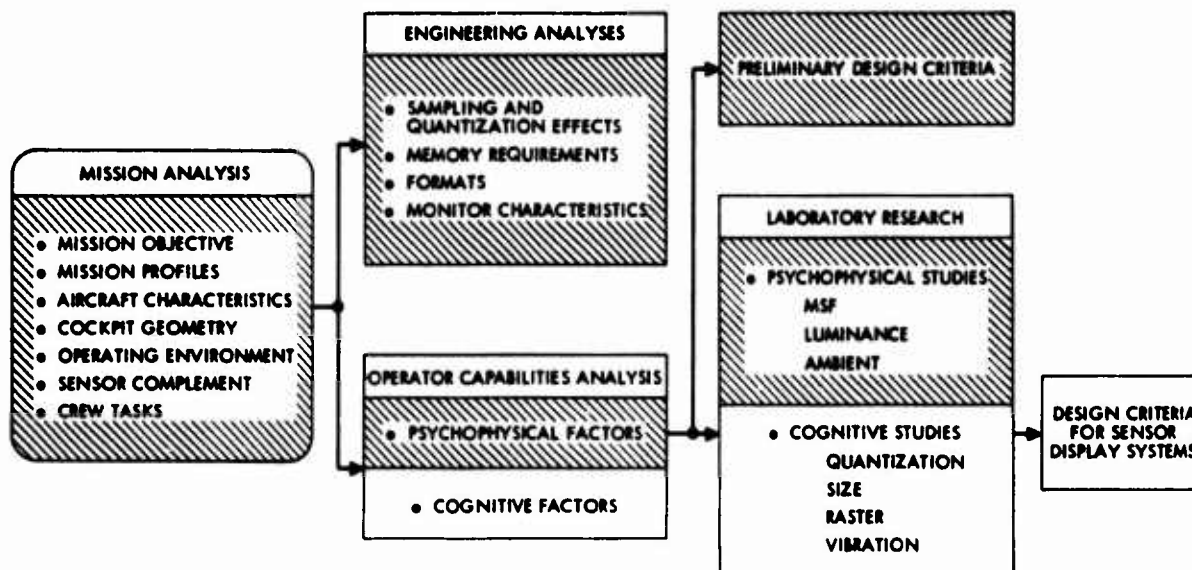 MISSION ANALYSIS
• MISSION OBJECTIVE
• MISSION PROFILES
• AIRCRAFT CHARACTERISTICS
• COCKPIT GEOMETRY
• OPERATING ENVIRONMENT
• SENSOR COMPLEMENT
• CREW TASKS
ENGINEERING ANALYSES
• SAMPLING AND
QUANTIZATION EFFECTS
• MEMORY REQUIREMENTS
• FORMATS
• MONITOR CHARACTERISTICS
OPERATOR CAPABILITIES ANALYSIS
• PSYCHOPHYSICAL FACTORS
• COGNITIVE FACTORS
PRELIMINARY DESIGN CRITERIA
LABORATORY RESEARCH
• PSYCHOPHYSICAL STUDIES
MSF
LUMINANCE
AMBIENT
• COGNITIVE STUDIES
QUANTIZATION
SIZE
RASTER
VIBRATION
DESIGN CRITERIA
FOR SENSOR
DISPLAY SYSTEMS